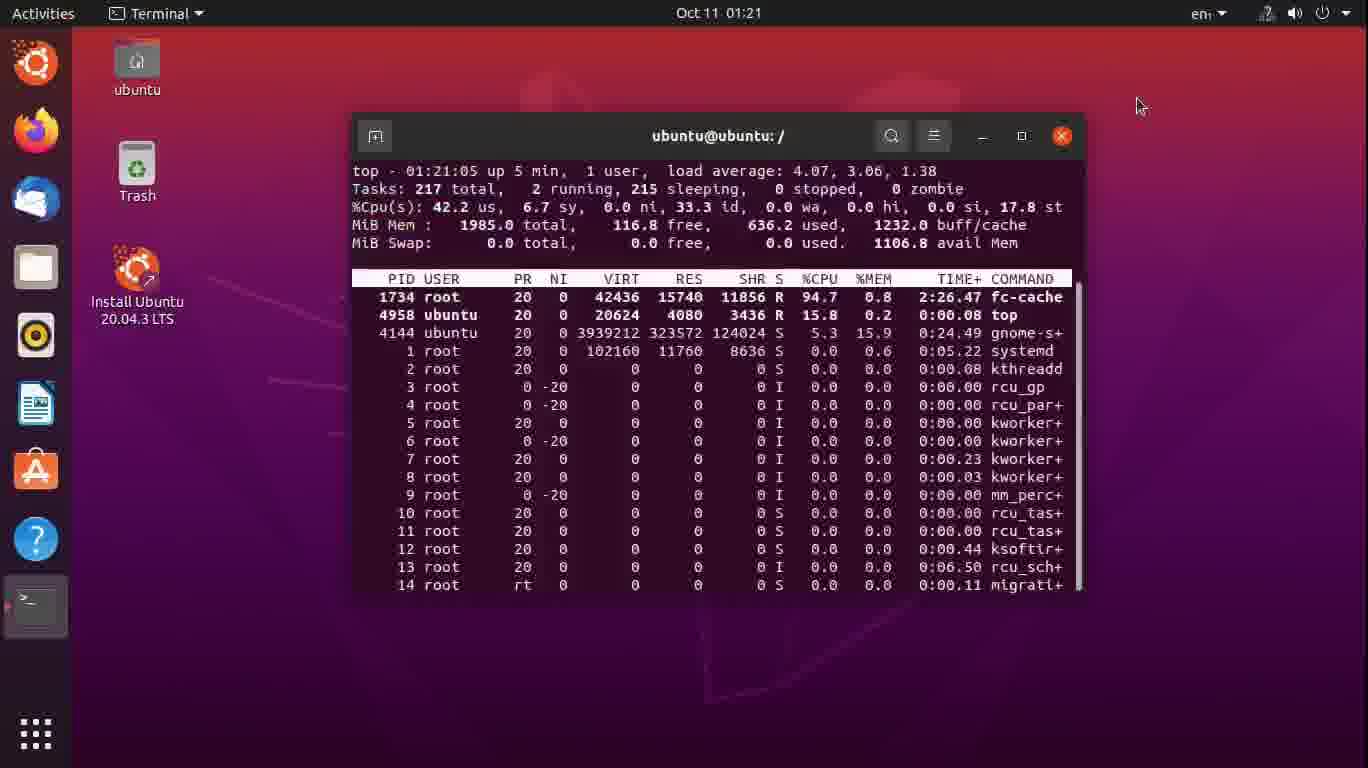 Activities Terminal Oct 11 01:21 en₁
ubuntu
Trash
Install Ubuntu
20.04.3 LTS
ubuntu@ubuntu: /
top - 01:21:05 up 5 min,  1 user,  load average: 4.07, 3.06, 1.38
Tasks: 217 total,   2 running, 215 sleeping,   0 stopped,   0 zombie
%Cpu(s): 42.2 us,  6.7 sy,  0.0 ni, 33.3 id,  0.0 wa,  0.0 hi,  0.0 si, 17.8 st
MiB Mem :   1985.0 total,    116.8 free,    636.2 used,   1232.0 buff/cache
MiB Swap:      0.0 total,      0.0 free,      0.0 used.   1106.8 avail Mem
PID USER PR NI VIRT RES SHR S %CPU %MEM TIME+ COMMAND
1734 root 20 0 42436 15740 11856 R 94.7 0.8 2:26.47 fc-cache
4958 ubuntu 20 0 20624 4080 3436 R 15.8 0.2 0:00.08 top
4144 ubuntu 20 0 3939212 323572 124024 S 5.3 15.9 0:24.49 gnome-s+
1 root 20 0 102160 11760 8636 S 0.0 0.6 0:05.22 systemd
2 root 20 0 0 0 0 S 0.0 0.0 0:00.08 kthreadd
3 root 0 -20 0 0 0 I 0.0 0.0 0:00.00 rcu_gp
4 root 0 -20 0 0 0 I 0.0 0.0 0:00.00 rcu_par+
5 root 20 0 0 0 0 I 0.0 0.0 0:00.00 kworker+
6 root 0 -20 0 0 0 I 0.0 0.0 0:00.00 kworker+
7 root 20 0 0 0 0 I 0.0 0.0 0:00.23 kworker+
8 root 20 0 0 0 0 I 0.0 0.0 0:00.03 kworker+
9 root 0 -20 0 0 0 I 0.0 0.0 0:00.00 mm_perc+
10 root 20 0 0 0 0 S 0.0 0.0 0:00.00 rcu_tas+
11 root 20 0 0 0 0 S 0.0 0.0 0:00.00 rcu_tas+
12 root 20 0 0 0 0 S 0.0 0.0 0:00.44 ksoftir+
13 root 20 0 0 0 0 I 0.0 0.0 0:06.50 rcu_sch+
14 root rt 0 0 0 0 S 0.0 0.0 0:00.11 migrati+